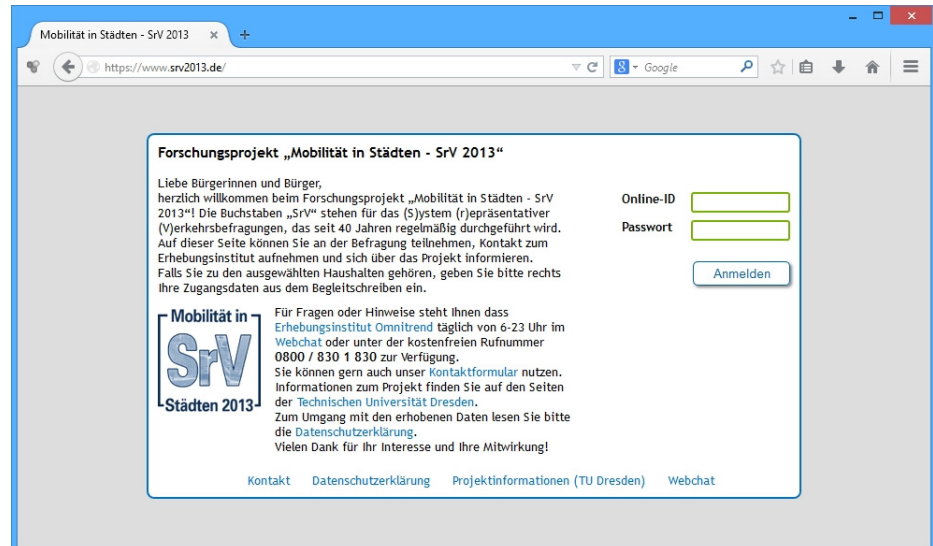 Mobilität in Städten - SrV 2013
https://www.srv2013.de/
Google
Forschungsprojekt „Mobilität in Städten - SrV 2013“
Liebe Bürgerinnen und Bürger,
herzlich willkommen beim Forschungsprojekt „Mobilität in Städten - SrV
2013“! Die Buchstaben „SrV“ stehen für das (S)ystem (r)epräsentativer
(V)erkehrsbefragungen, das seit 40 Jahren regelmäßig durchgeführt wird.
Auf dieser Seite können Sie an der Befragung teilnehmen, Kontakt zum
Erhebungsinstitut aufnehmen und sich über das Projekt informieren.
Falls Sie zu den ausgewählten Haushalten gehören, geben Sie bitte rechts
Ihre Zugangsdaten aus dem Begleitschreiben ein.
Online-ID
Passwort
Anmelden
Mobilität in
SrV
Städten 2013
Für Fragen oder Hinweise steht Ihnen dass
Erhebungsinstitut Omnitrend täglich von 6-23 Uhr im
Webchat oder unter der kostenfreien Rufnummer
0800 / 830 1 830 zur Verfügung.
Sie können gern auch unser Kontaktformular nutzen.
Informationen zum Projekt finden Sie auf den Seiten
der Technischen Universität Dresden.
Zum Umgang mit den erhobenen Daten lesen Sie bitte
die Datenschutzerklärung.
Vielen Dank für Ihr Interesse und Ihre Mitwirkung!
Kontakt Datenschutzerklärung Projektinformationen (TU Dresden) Webchat